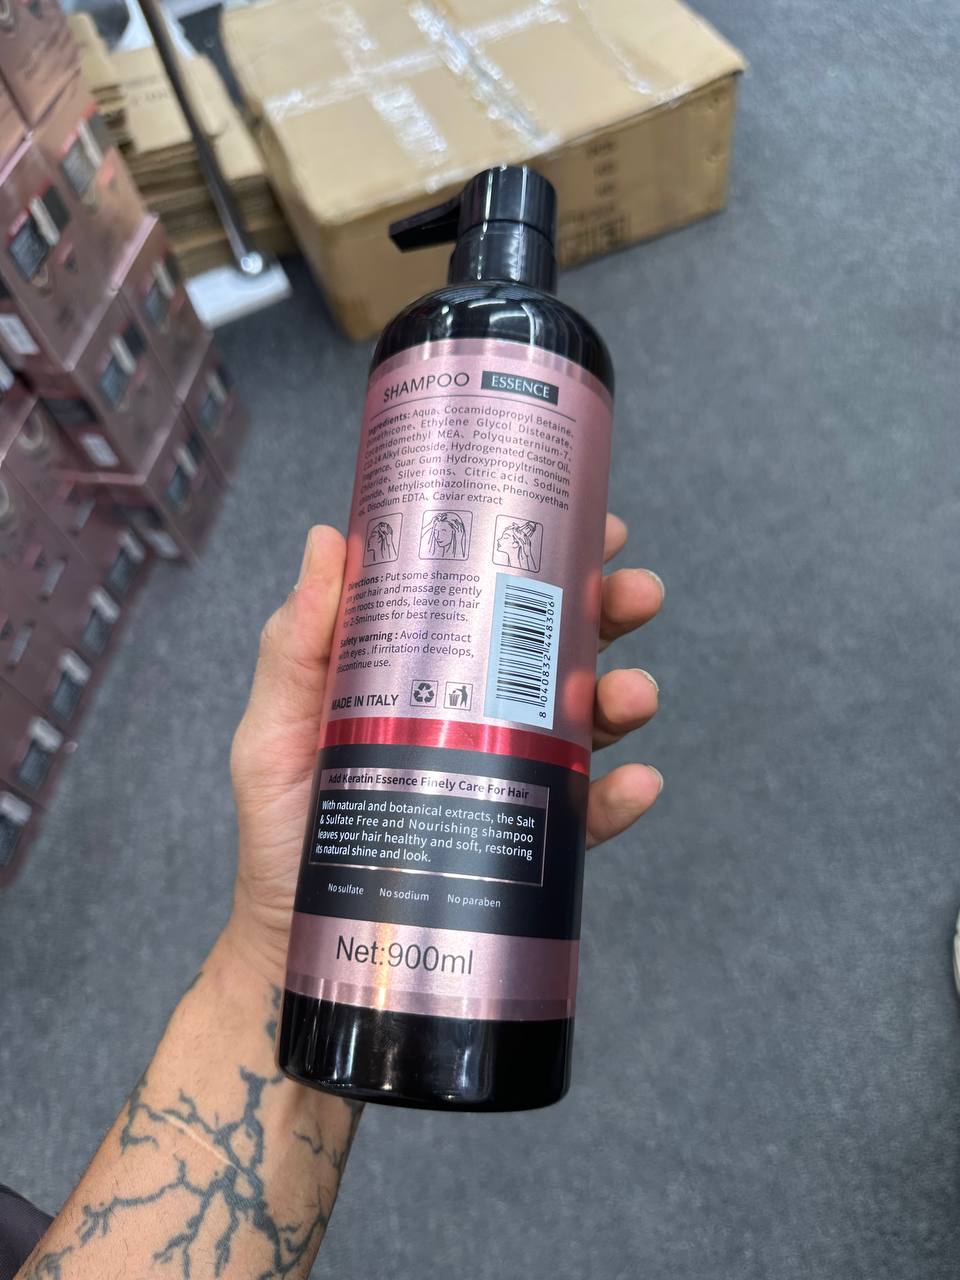 SHAMPOO ESSENCE
Ingredients: Aqua、Cocamidopropyl Betaine、
Dimethicone、Ethylene Glycol Distearate、
Cocamidomethyl MEA、Polyquaternium-7、
C12-14 Alkyl Glucoside, Hydrogenated Castor Oil、
Fragrance、Guar Gum Hydroxypropyltrimonium
Chloride、Silver ions、Citric acid、Sodium
Chloride、Methylisothiazolinone、Phenoxyethan
ol、Disodium EDTA、Caviar extract
Directions : Put some shampoo
on your hair and massage gently
from roots to ends, leave on hair
for 2-5minutes for best resuits.
Safety warning : Avoid contact
with eyes . If irritation develops,
discontinue use.
MADE IN ITALY
8 040832 448306
Add Keratin Essence Finely Care For Hair
With natural and botanical extracts, the Salt
& Sulfate Free and Nourishing shampoo
leaves your hair healthy and soft, restoring
its natural shine and look.
No sulfate No sodium No paraben
Net:900ml